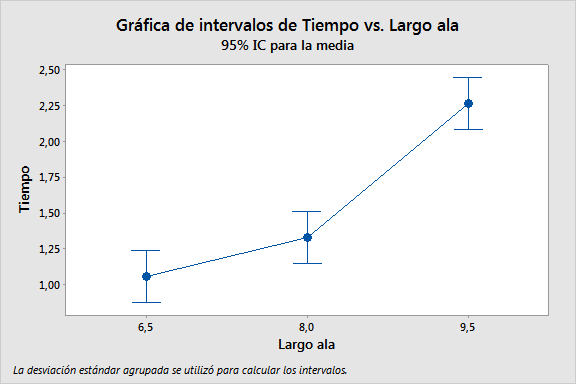 Gráfica de intervalos de Tiempo vs. Largo ala
95% IC para la media
2,50
2,25
2,00
1,75
1,50
1,25
1,00
Tiempo
6,5 8,0 9,5
Largo ala
La desviación estándar agrupada se utilizó para calcular los intervalos.